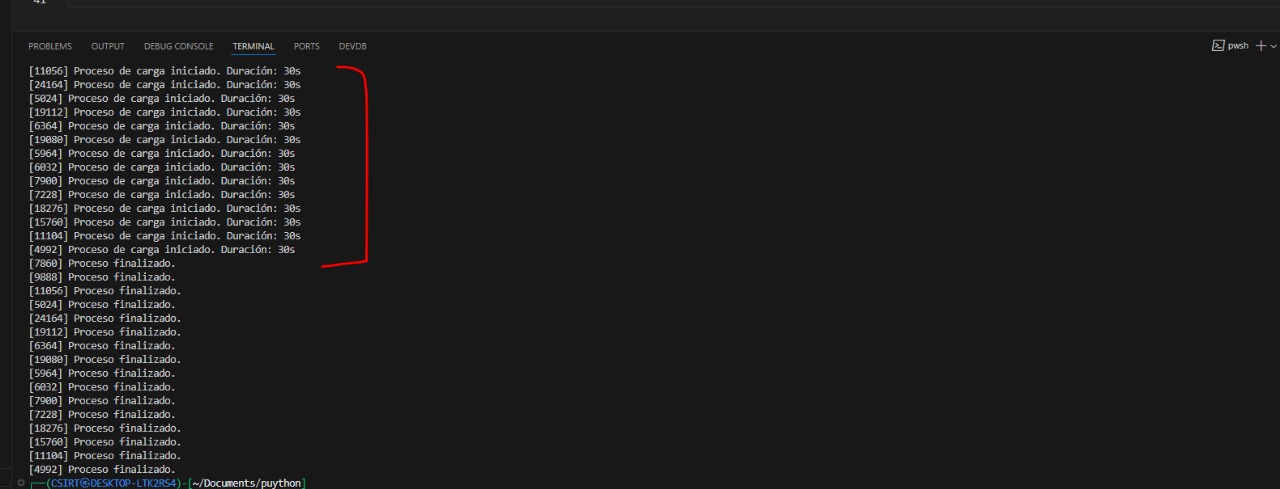 41
PROBLEMS OUTPUT DEBUG CONSOLE TERMINAL PORTS DEVDB pwsh
[11056] Proceso de carga iniciado. Duración: 30s
[24164] Proceso de carga iniciado. Duración: 30s
[5024] Proceso de carga iniciado. Duración: 30s
[19112] Proceso de carga iniciado. Duración: 30s
[6364] Proceso de carga iniciado. Duración: 30s
[19080] Proceso de carga iniciado. Duración: 30s
[5964] Proceso de carga iniciado. Duración: 30s
[6032] Proceso de carga iniciado. Duración: 30s
[7900] Proceso de carga iniciado. Duración: 30s
[7228] Proceso de carga iniciado. Duración: 30s
[18276] Proceso de carga iniciado. Duración: 30s
[15760] Proceso de carga iniciado. Duración: 30s
[11104] Proceso de carga iniciado. Duración: 30s
[4992] Proceso de carga iniciado. Duración: 30s
[7860] Proceso finalizado.
[9888] Proceso finalizado.
[11056] Proceso finalizado.
[5024] Proceso finalizado.
[24164] Proceso finalizado.
[19112] Proceso finalizado.
[6364] Proceso finalizado.
[19080] Proceso finalizado.
[5964] Proceso finalizado.
[6032] Proceso finalizado.
[7900] Proceso finalizado.
[7228] Proceso finalizado.
[18276] Proceso finalizado.
[15760] Proceso finalizado.
[11104] Proceso finalizado.
[4992] Proceso finalizado.
┌──(CSIRT㉿DESKTOP-LTK2RS4)-[~/Documents/puython]